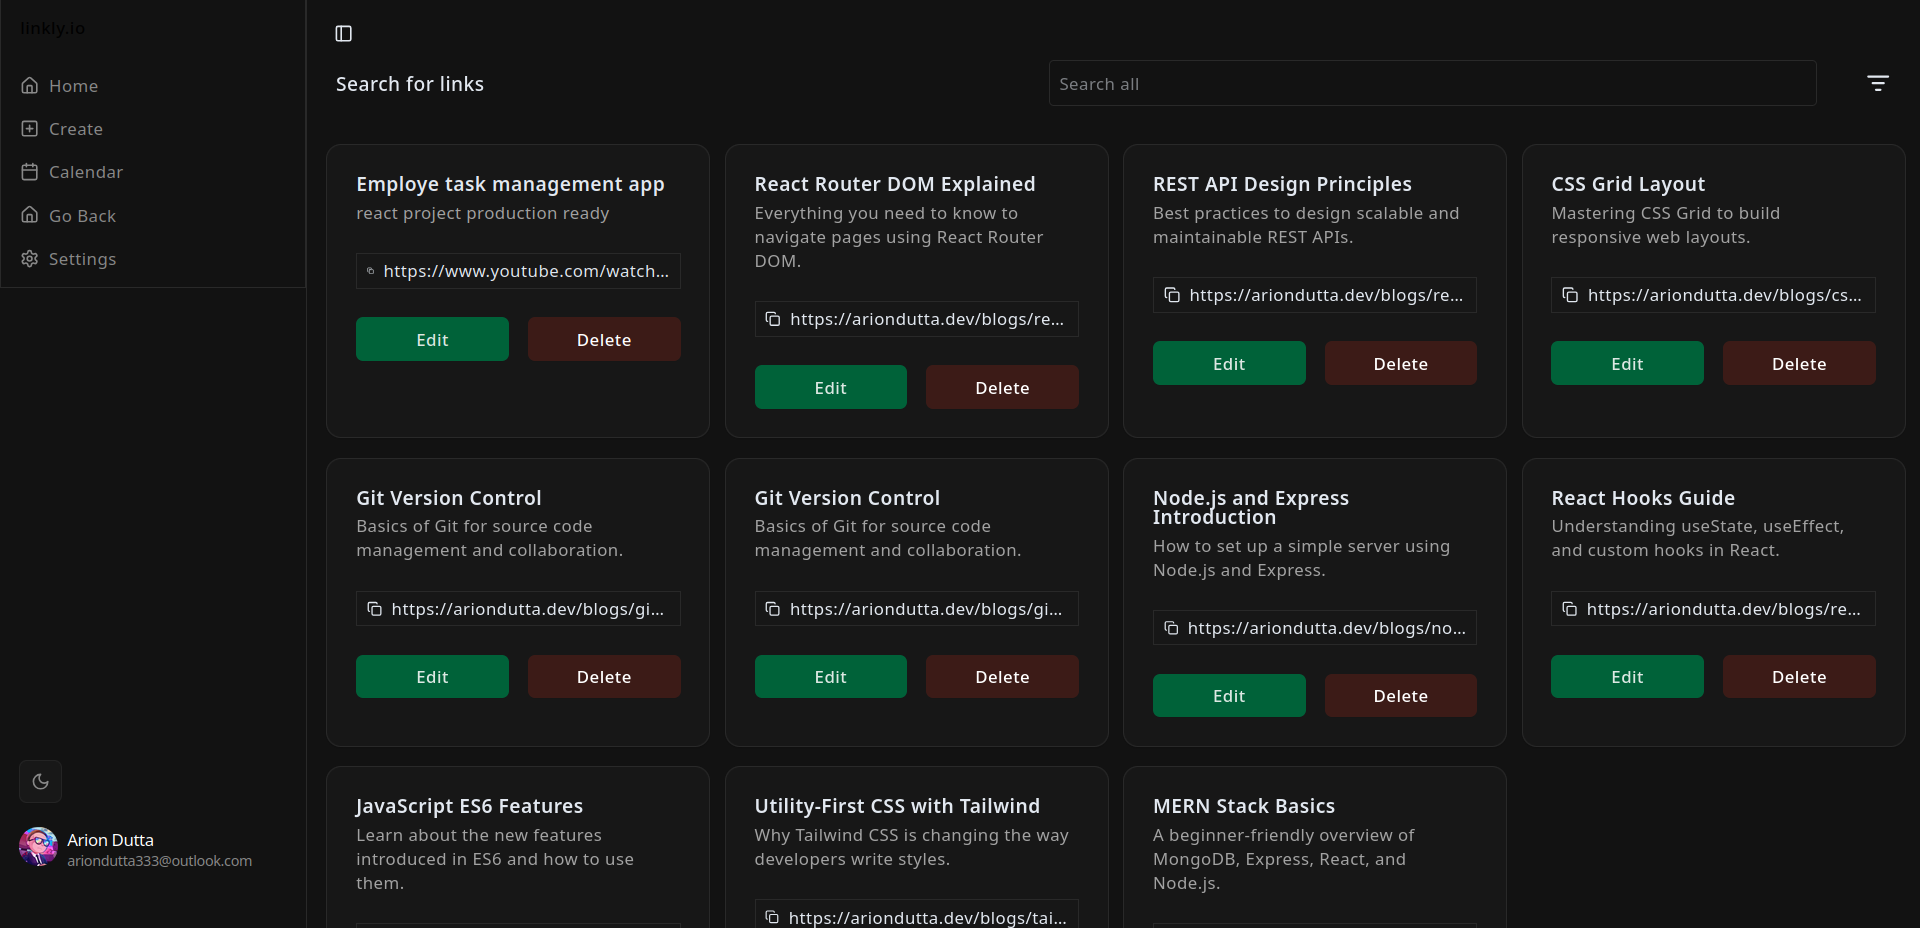 linkly.io
Home
Create
Calendar
Go Back
Settings
Arion Dutta
ariondutta333@outlook.com
Search for links
Search all
Employe task management app
react project production ready
https://www.youtube.com/watch...
Edit
Delete
React Router DOM Explained
Everything you need to know to
navigate pages using React Router
DOM.
https://ariondutta.dev/blogs/re...
Edit
Delete
REST API Design Principles
Best practices to design scalable and
maintainable REST APIs.
https://ariondutta.dev/blogs/re...
Edit
Delete
CSS Grid Layout
Mastering CSS Grid to build
responsive web layouts.
https://ariondutta.dev/blogs/cs...
Edit
Delete
Git Version Control
Basics of Git for source code
management and collaboration.
https://ariondutta.dev/blogs/gi...
Edit
Delete
Git Version Control
Basics of Git for source code
management and collaboration.
https://ariondutta.dev/blogs/gi...
Edit
Delete
Node.js and Express
Introduction
How to set up a simple server using
Node.js and Express.
https://ariondutta.dev/blogs/no...
Edit
Delete
React Hooks Guide
Understanding useState, useEffect,
and custom hooks in React.
https://ariondutta.dev/blogs/re...
Edit
Delete
JavaScript ES6 Features
Learn about the new features
introduced in ES6 and how to use
them.
Utility-First CSS with Tailwind
Why Tailwind CSS is changing the way
developers write styles.
https://ariondutta.dev/blogs/tai...
MERN Stack Basics
A beginner-friendly overview of
MongoDB, Express, React, and
Node.js.